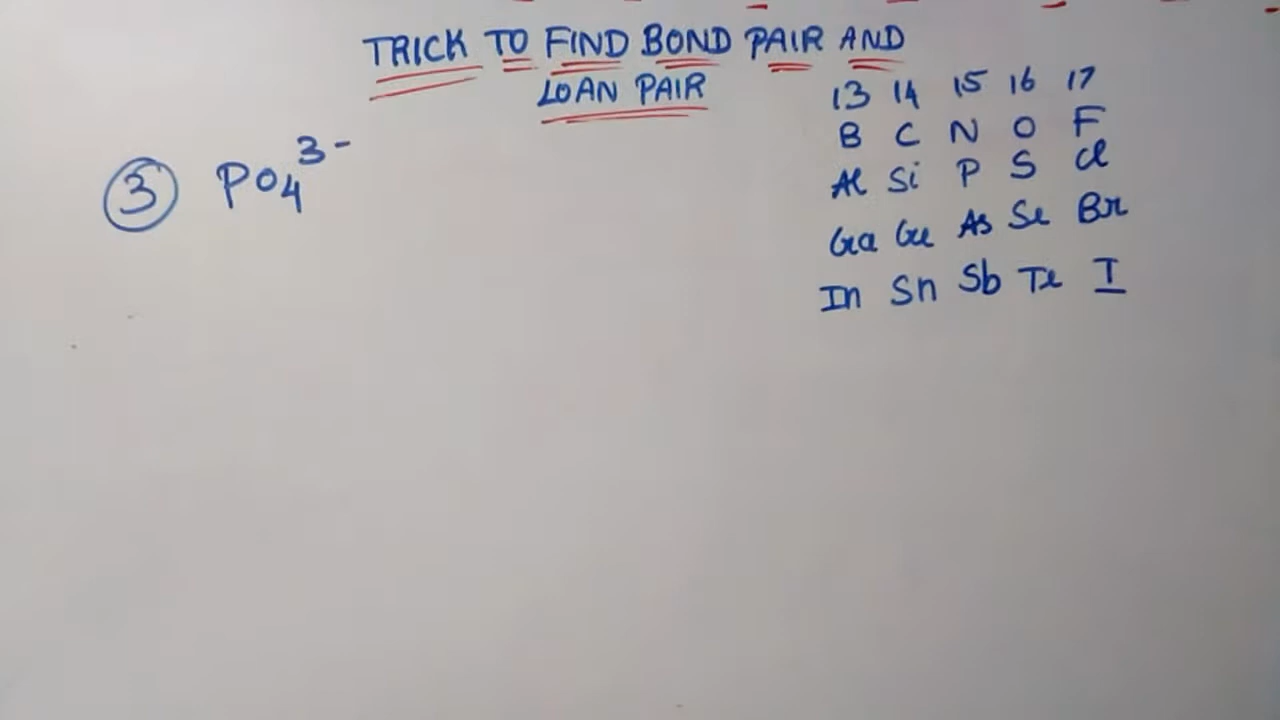 TRICK TO FIND BOND PAIR AND
LOAN PAIR
3 PO4 3-
13 14 15 16 17
B C N O F
Al Si P S Cl
Ga Ge As Se Br
In Sn Sb Te I